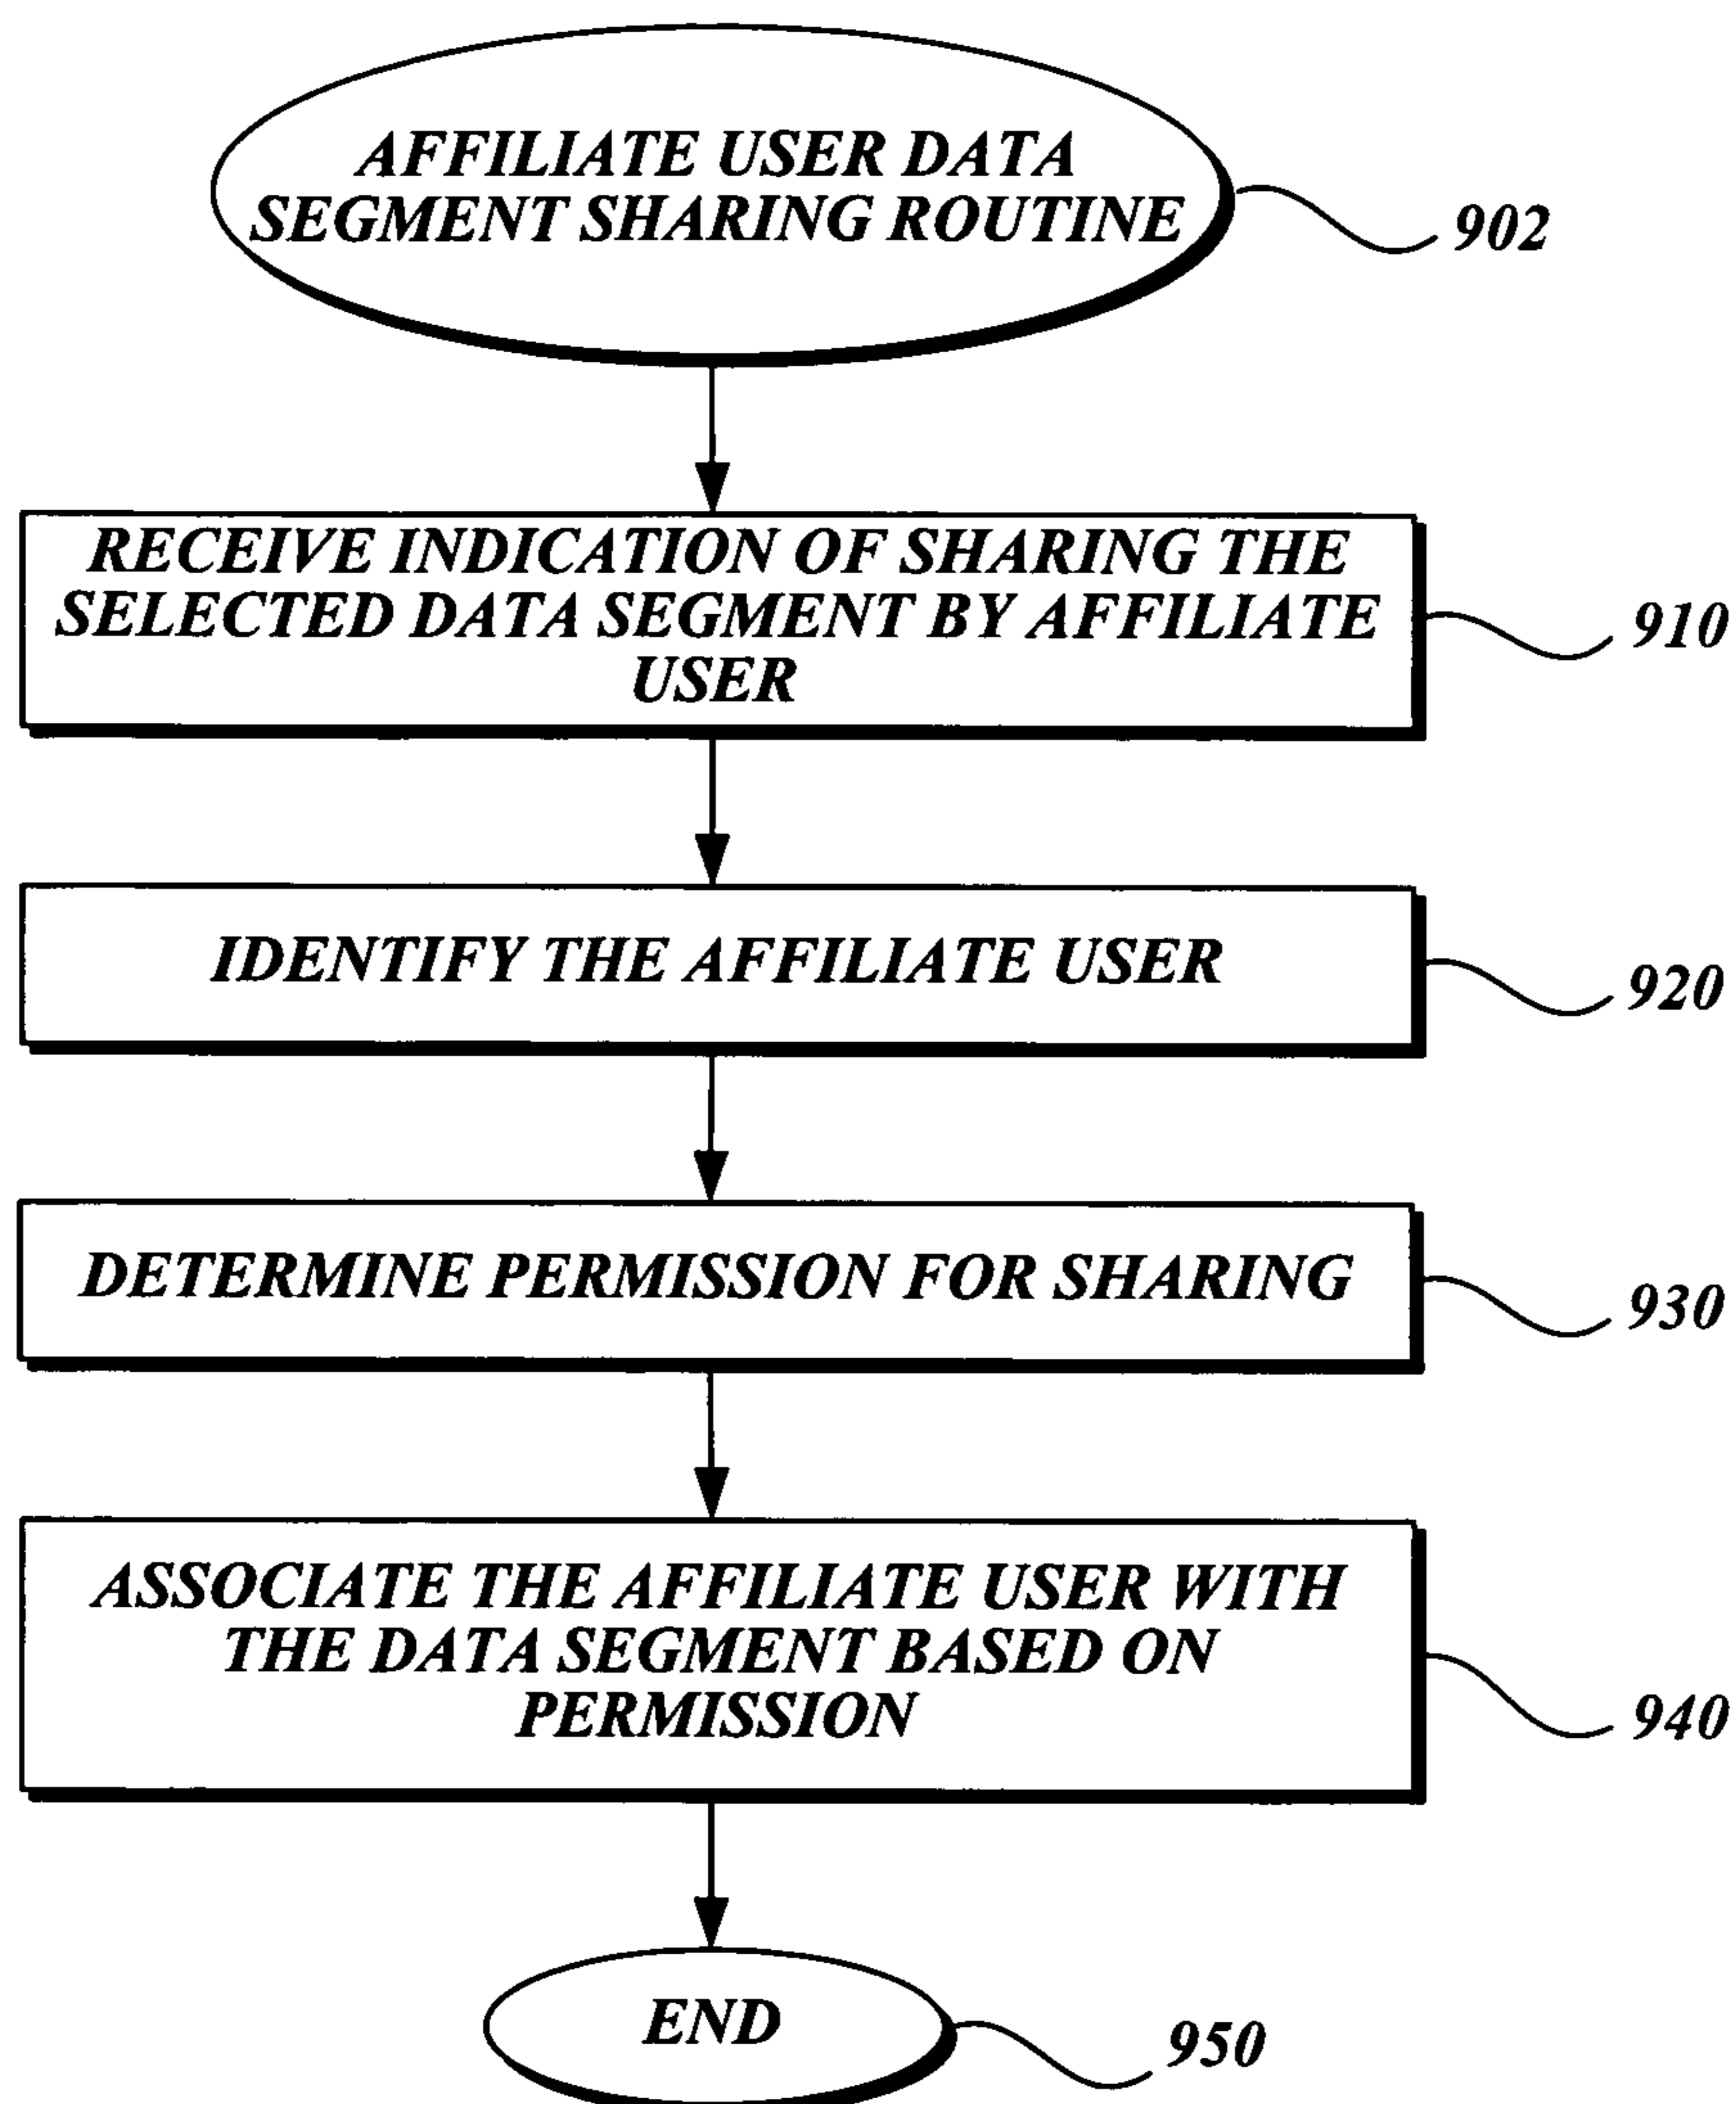 AFFILIATE USER DATA
SEGMENT SHARING ROUTINE
902
RECEIVE INDICATION OF SHARING THE
SELECTED DATA SEGMENT BY AFFILIATE
USER
910
IDENTIFY THE AFFILIATE USER
920
DETERMINE PERMISSION FOR SHARING
930
ASSOCIATE THE AFFILIATE USER WITH
THE DATA SEGMENT BASED ON
PERMISSION
940
END
950